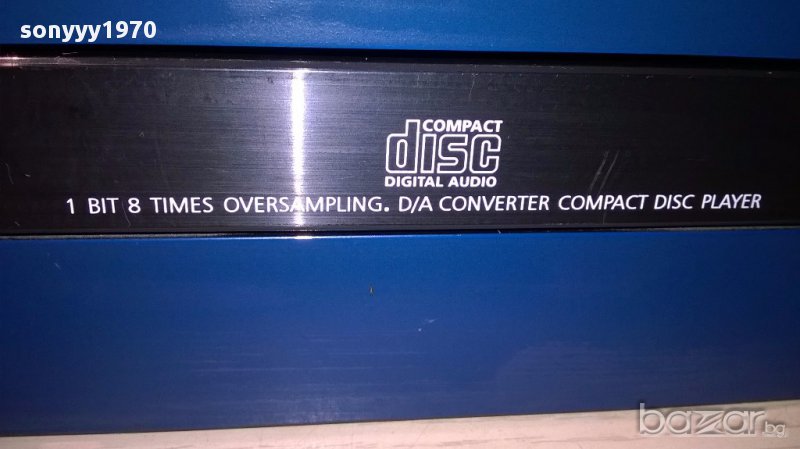 sonyyy1970
COMPACT
disc
DIGITAL AUDIO
1 BIT 8 TIMES OVERSAMPLING. D/A CONVERTER COMPACT DISC PLAYER
bazar.bg